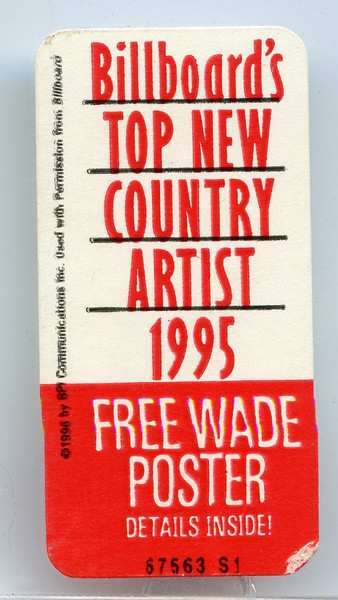 Billboard's
TOP NEW
COUNTRY
ARTIST
1995
FREE WADE
POSTER
DETAILS INSIDE!
67563 S1
©1996 by BPI Communications Inc. Used with Permission from Billboard